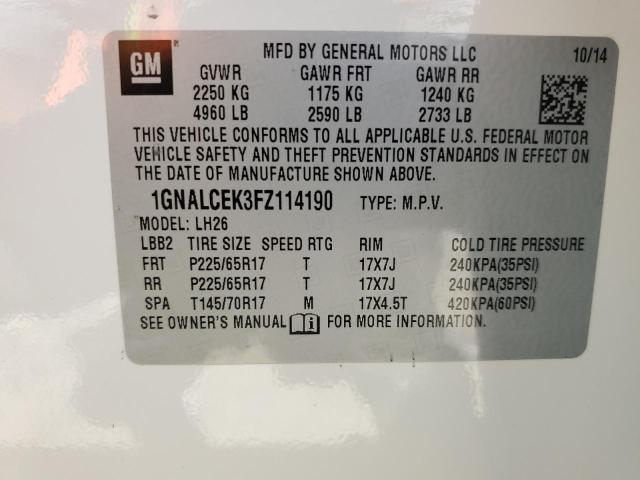 GM
MFD BY GENERAL MOTORS LLC 10/14
GVWR GAWR FRT GAWR RR
2250 KG 1175 KG 1240 KG
4960 LB 2590 LB 2733 LB
THIS VEHICLE CONFORMS TO ALL APPLICABLE U.S. FEDERAL MOTOR
VEHICLE SAFETY AND THEFT PREVENTION STANDARDS IN EFFECT ON
THE DATE OF MANUFACTURE SHOWN ABOVE.
1GNALCEK3FZ114190 TYPE: M.P.V.
MODEL: LH26
LBB2 TIRE SIZE SPEED RTG RIM COLD TIRE PRESSURE
FRT P225/65R17 T 17X7J 240KPA(35PSI)
RR P225/65R17 T 17X7J 240KPA(35PSI)
SPA T145/70R17 M 17X4.5T 420KPA(60PSI)
SEE OWNER'S MANUAL i FOR MORE INFORMATION.